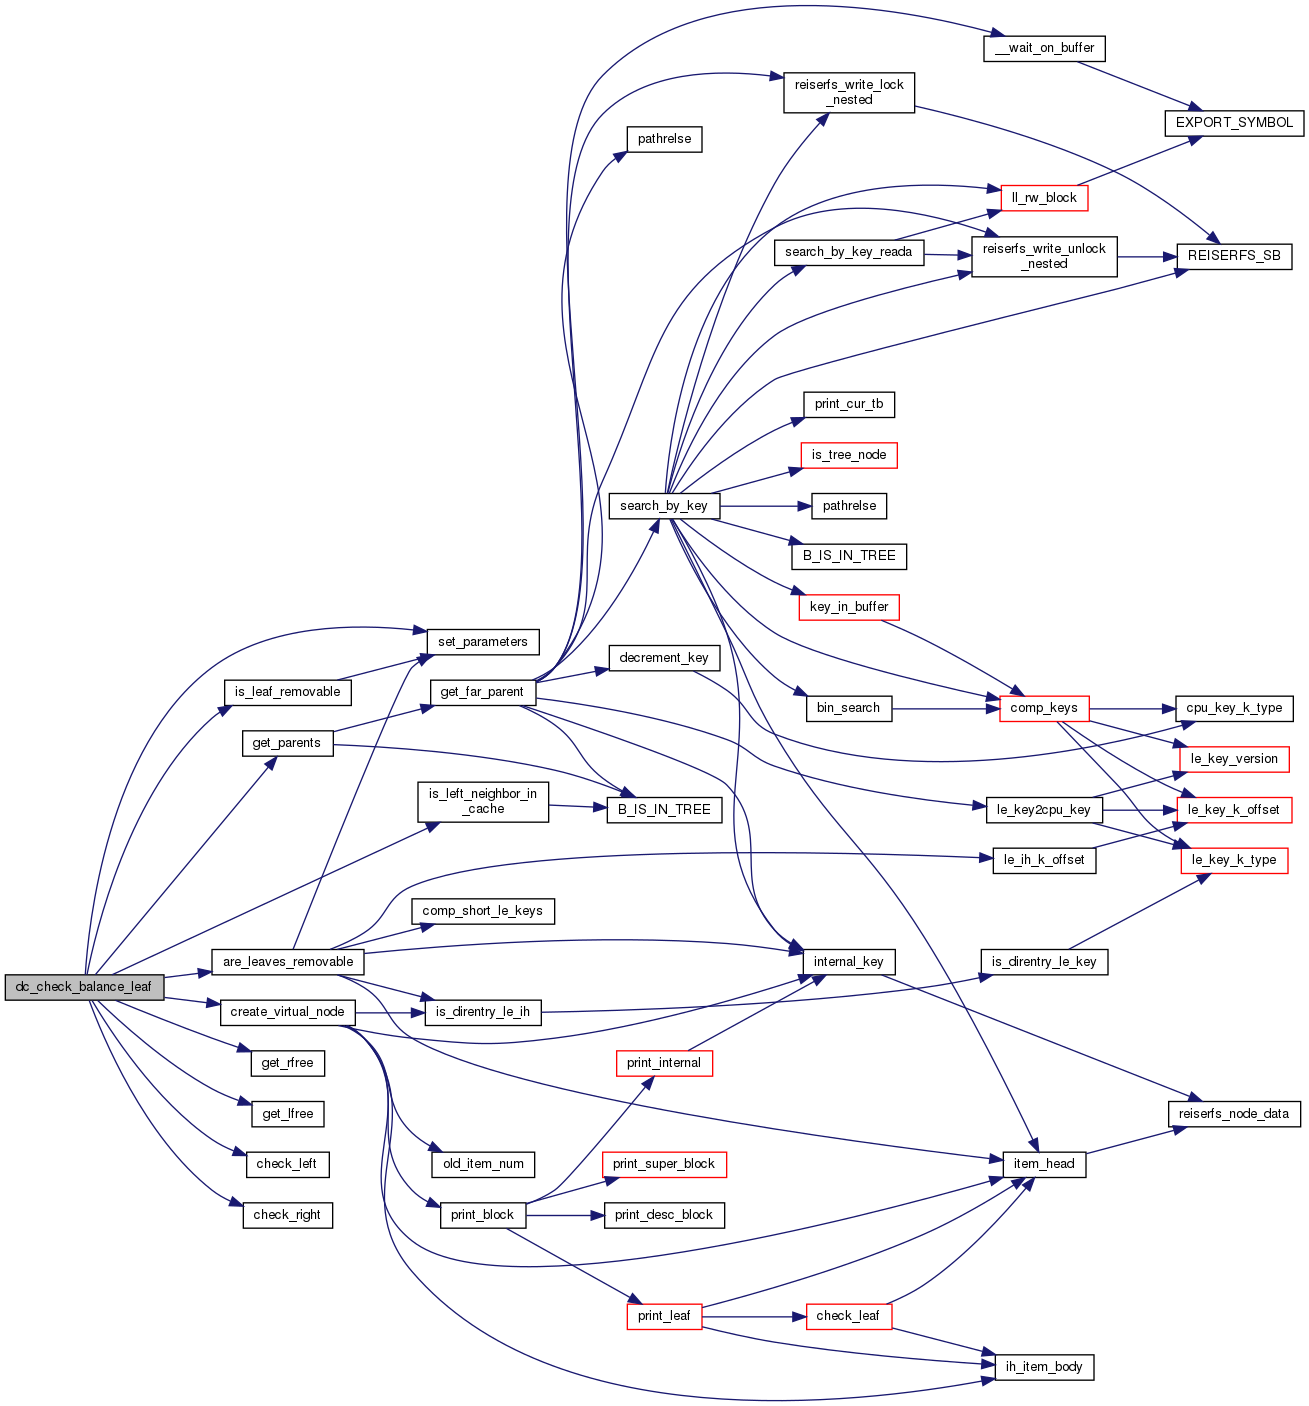 __wait_on_buffer
reiserfs_write_lock
_nested
EXPORT_SYMBOL
pathrelse
ll_rw_block
search_by_key_reada
reiserfs_write_unlock
_nested
REISERFS_SB
print_cur_tb
is_tree_node
search_by_key
pathrelse
B_IS_IN_TREE
key_in_buffer
set_parameters
decrement_key
is_leaf_removable
get_far_parent
bin_search
comp_keys
cpu_key_k_type
get_parents
le_key_version
is_left_neighbor_in
_cache
B_IS_IN_TREE
le_key2cpu_key
le_key_k_offset
le_ih_k_offset
le_key_k_type
comp_short_le_keys
are_leaves_removable
internal_key
is_direntry_le_key
dc_check_balance_leaf
create_virtual_node
is_direntry_le_ih
get_rfree
print_internal
get_lfree
reiserfs_node_data
check_left
old_item_num
print_super_block
item_head
check_right
print_block
print_desc_block
print_leaf
check_leaf
ih_item_body